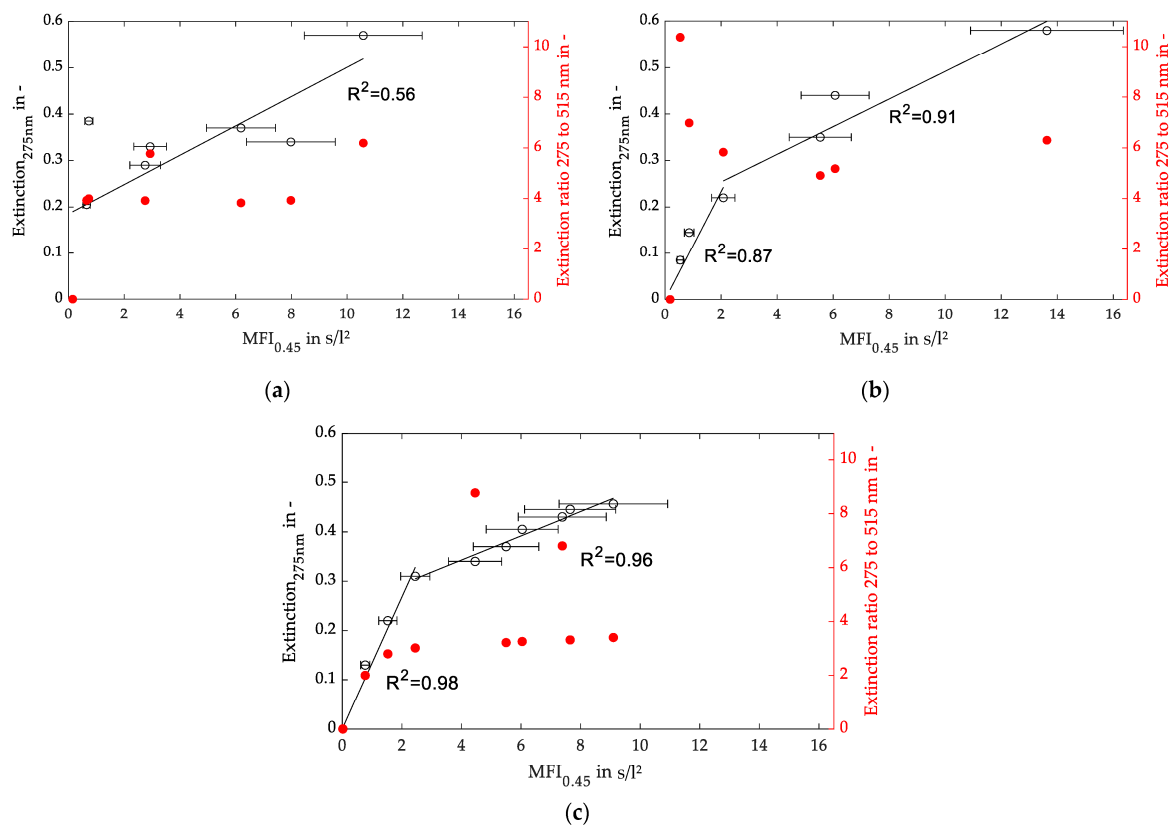 0.6
0.5
0.4
0.3
0.2
0.1
0
Extinction275nm in -
R²=0.56
10
8
6
4
2
0
Extinction ratio 275 to 515 nm in -
0 2 4 6 8 10 12 14 16
MFI0.45 in s/l²
(a)
0.6
0.5
0.4
0.3
0.2
0.1
0
Extinction275nm in -
R²=0.91
R²=0.87
10
8
6
4
2
0
Extinction ratio 275 to 515 nm in -
0 2 4 6 8 10 12 14 16
MFI0.45 in s/l²
(b)
0.6
0.5
0.4
0.3
0.2
0.1
0
Extinction275nm in -
R²=0.96
R²=0.98
10
8
6
4
2
0
Extinction ratio 275 to 515 nm in -
0 2 4 6 8 10 12 14 16
MFI0.45 in s/l²
(c)